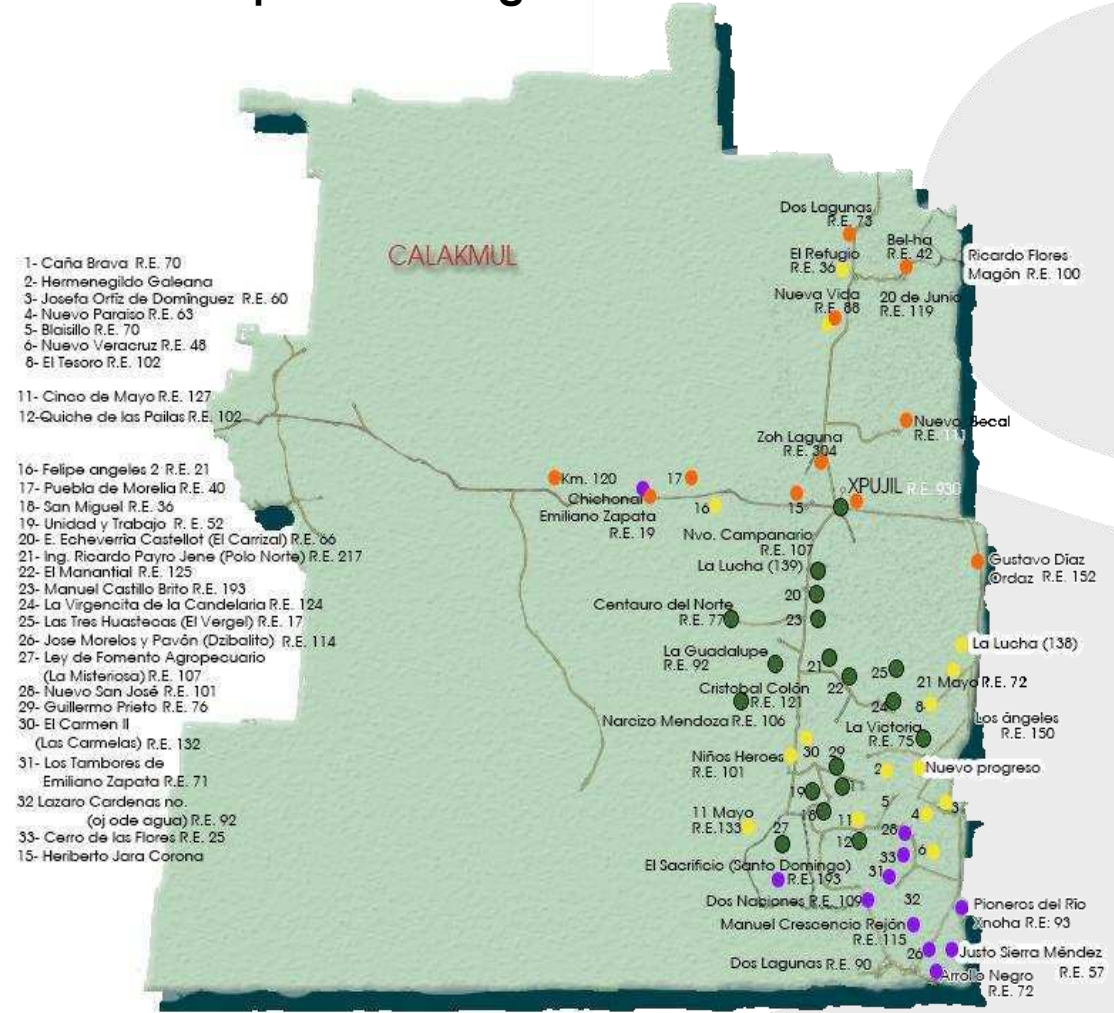 CALAKMUL
1- Caña Brava R.E. 70
2- Hermenegildo Galeana
3- Josefa Ortíz de Domínguez R.E. 60
4- Nuevo Paraiso R.E. 63
5- Blaisillo R.E. 70
6- Nuevo Veracruz R.E. 48
8- El Tesoro R.E. 102
11- Cinco de Mayo R.E. 127
12-Quiche de las Pailas R.E. 102
16- Felipe angeles 2 R.E. 21
17- Puebla de Morelia R.E. 40
18- San Miguel R.E. 36
19- Unidad y Trabajo R. E. 52
20- E. Echeverria Castellot (El Carrizal) R.E. 66
21- Ing. Ricardo Payro Jene (Polo Norte) R.E. 217
22- El Manantial R.E. 125
23- Manuel Castillo Brito R.E. 193
24- La Virgencita de la Candelaria R.E. 124
25- Las Tres Huastecas (El Vergel) R.E. 17
26- Jose Morelos y Pavón (Dzibalito) R.E. 114
27- Ley de Fomento Agropecuario
(La Misteriosa) R.E. 107
28- Nuevo San José R.E. 101
29- Guillermo Prieto R.E. 76
30- El Carmen II
(Las Carmelas) R.E. 132
31- Los Tambores de
Emiliano Zapata R.E. 71
32 Lazaro Cardenas no.
(oj ode agua) R.E. 92
33- Cerro de las Flores R.E. 25
15- Heriberto Jara Corona
Dos Lagunas
R.E. 73
El Refugio
R.E. 36
Bel-ha
R.E. 42
Ricardo Flores
Magón R.E. 100
Nueva Vida
R.E. 88
20 de Junio
R.E. 119
Nuevo Becal
R.E. 111
Zoh Laguna
R.E. 304
Km. 120
17
Chichonal
Emiliano Zapata
R.E. 19
16
15
XPUJIL R.E. 930
Nvo. Campanario
R.E. 107
La Lucha (139)
Gustavo Díaz
Ordaz R.E. 152
20
Centauro del Norte
R.E. 77
23
La Lucha (138)
La Guadalupe
R.E. 92
21
22
25
21 Mayo R.E. 72
Cristobal Colón
R.E. 121
24
8
Narcizo Mendoza R.E. 106
La Victoria
R.E. 75
Los ángeles
R.E. 150
Niños Heroes
R.E. 101
30
29
2
Nuevo progreso
19
1
5
3
11 Mayo
R.E.133
18
11
4
27
12
28
6
33
El Sacrificio (Santo Domingo)
R.E. 193
31
Dos Naciones R.E. 109
32
Pioneros del Río
Xnoha R.E: 93
Manuel Crescencio Rejón
R.E. 115
26
Justo Sierra Méndez
R.E. 57
Dos Lagunas R.E. 90
Arrollo Negro
R.E. 72